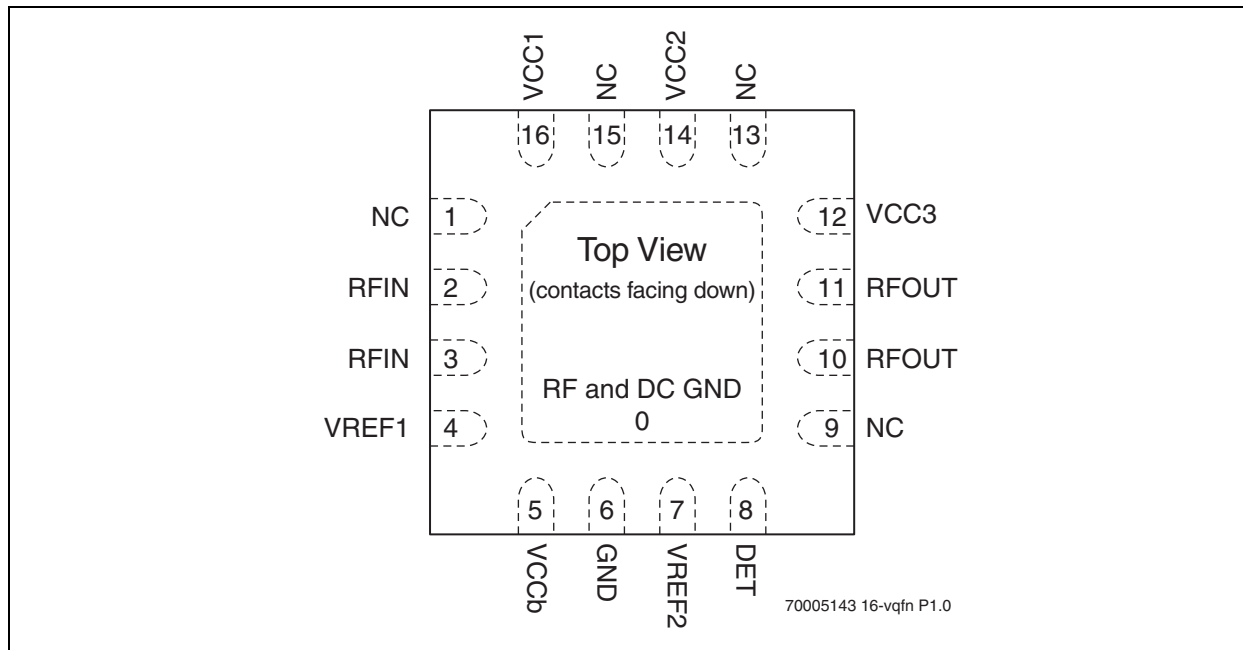 VCC1
NC
VCC2
NC
16
15
14
13
NC 1
RFIN 2
RFIN 3
VREF1 4
Top View
(contacts facing down)
RF and DC GND
0
12 VCC3
11 RFOUT
10 RFOUT
9 NC
5
6
7
8
VCCb
GND
VREF2
DET
70005143 16-vqfn P1.0